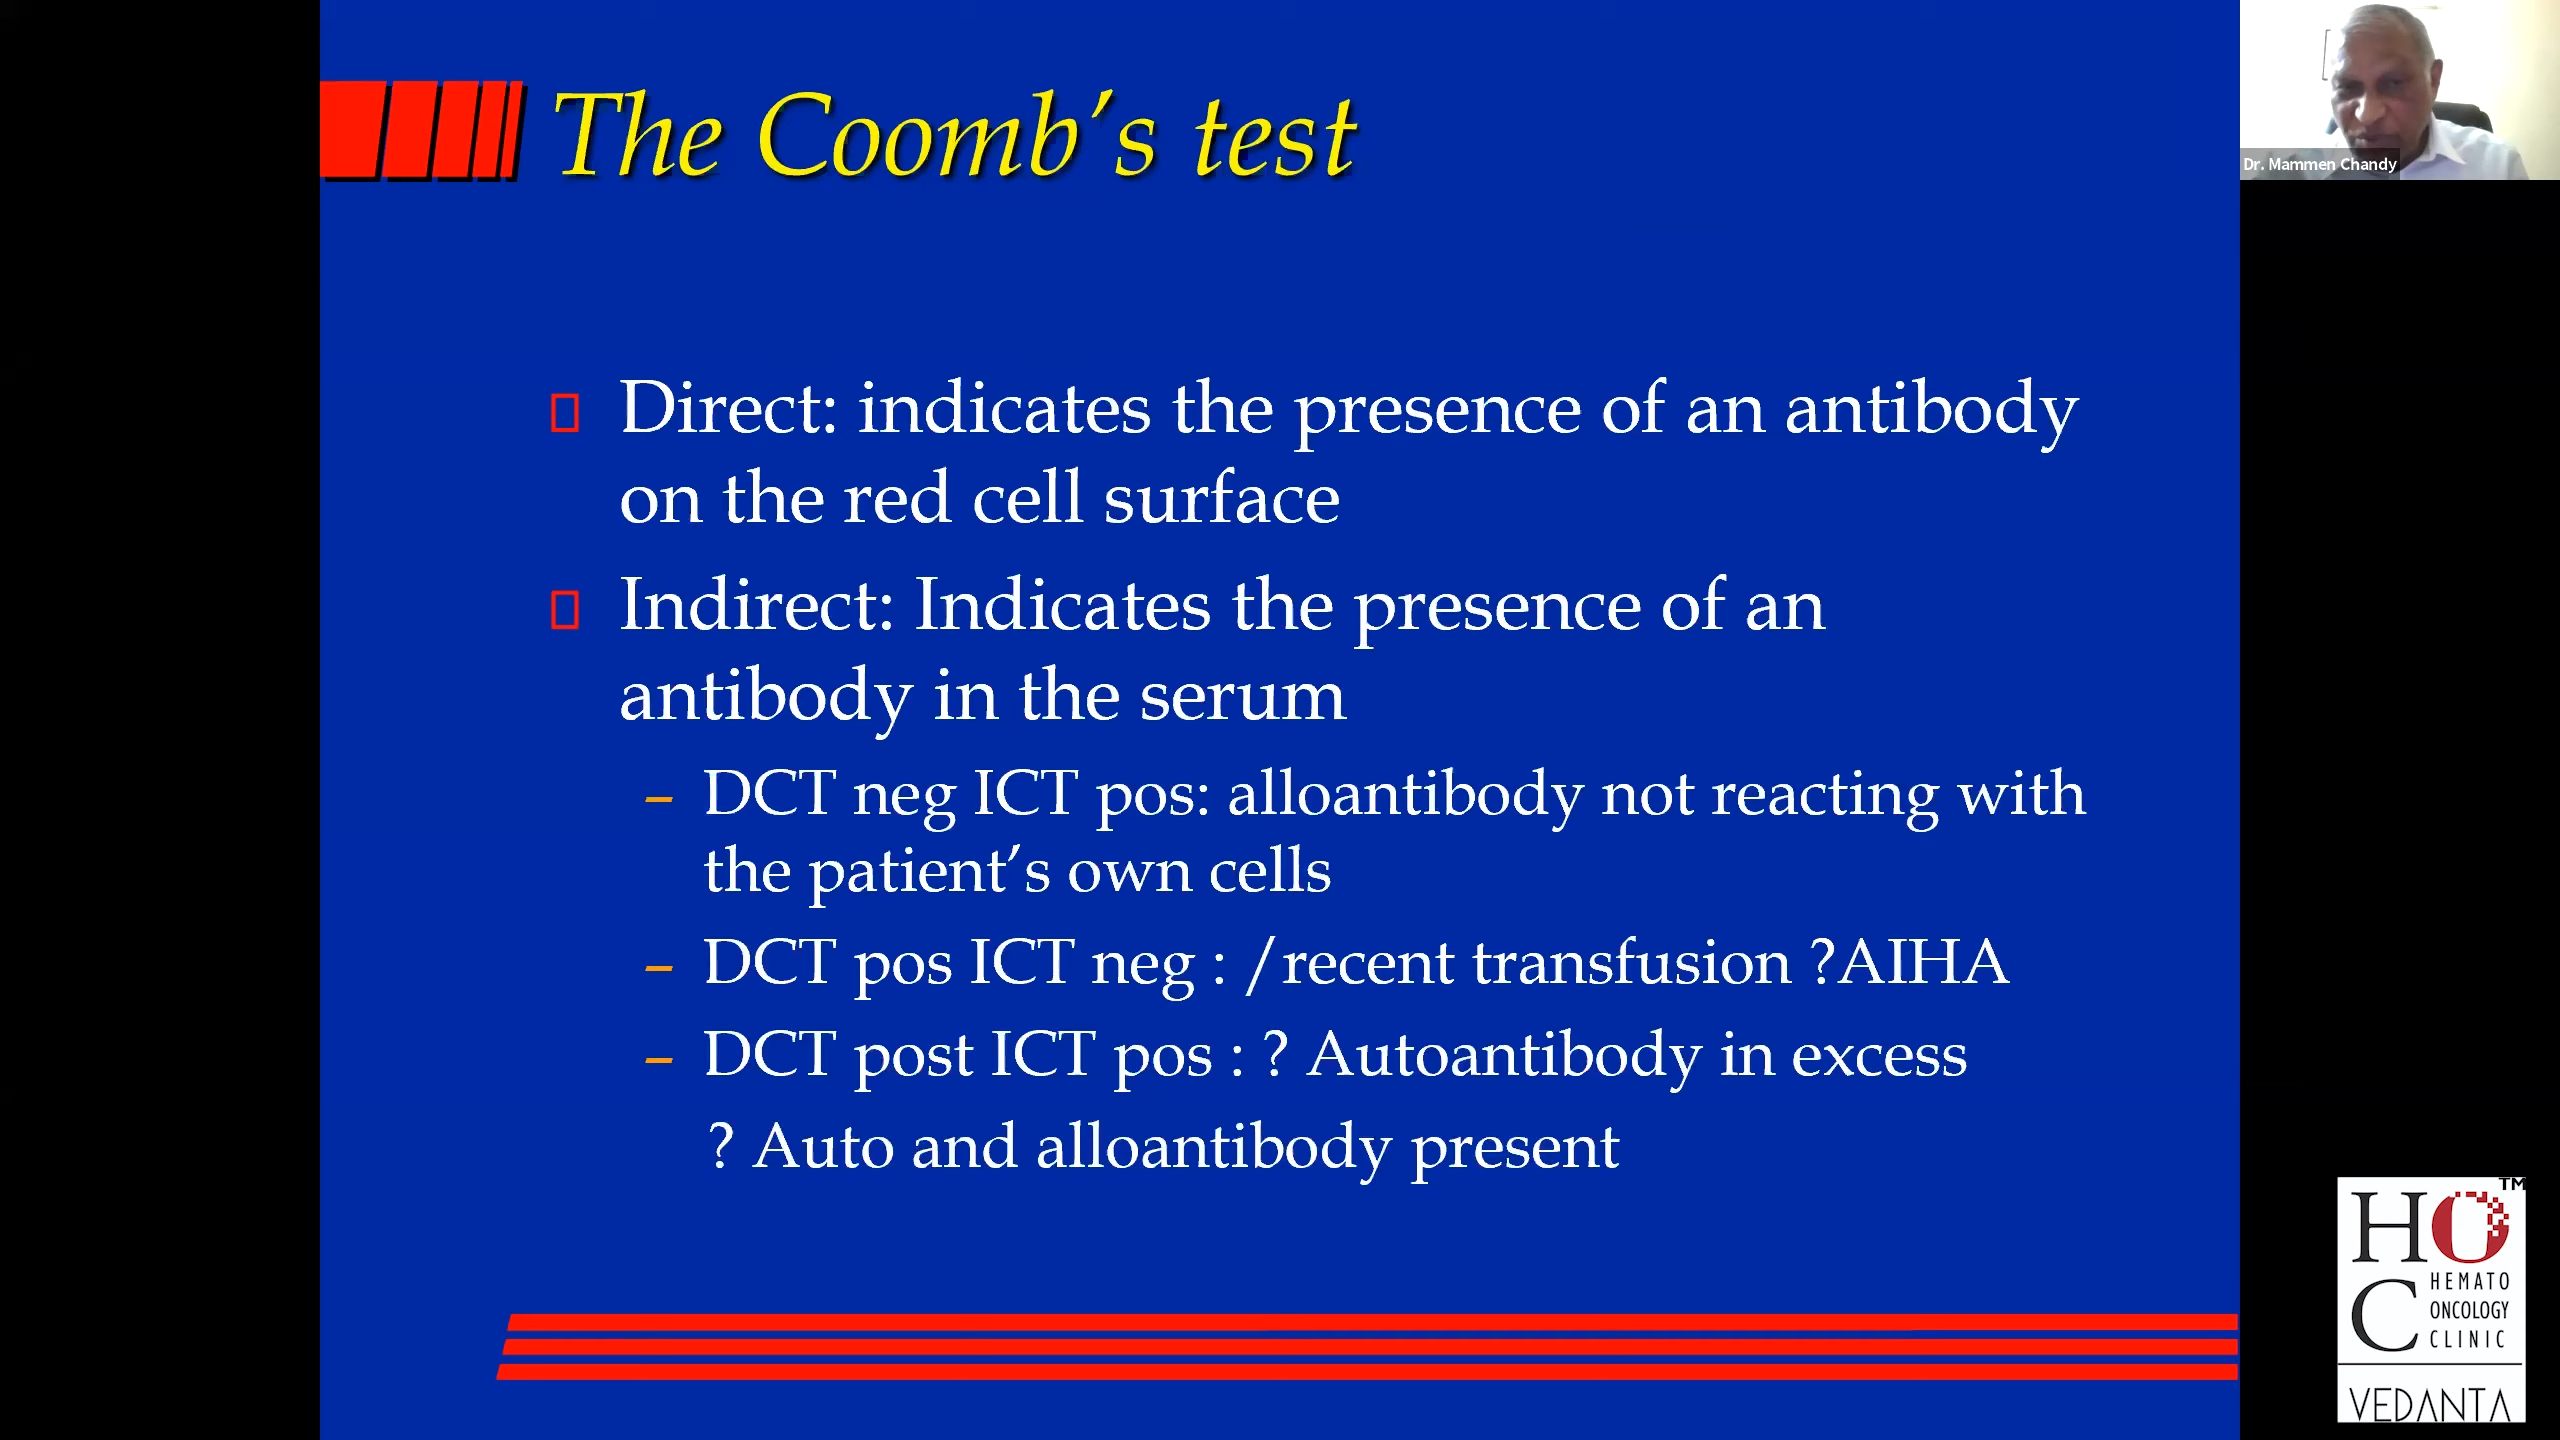 The Coomb’s test
Dr. Mammen Chandy
Direct: indicates the presence of an antibody
on the red cell surface
Indirect: Indicates the presence of an
antibody in the serum
– DCT neg ICT pos: alloantibody not reacting with
the patient’s own cells
– DCT pos ICT neg : /recent transfusion ?AIHA
– DCT post ICT pos : ? Autoantibody in excess
? Auto and alloantibody present
HOC TM
HEMATO
ONCOLOGY
CLINIC
VEDANTA